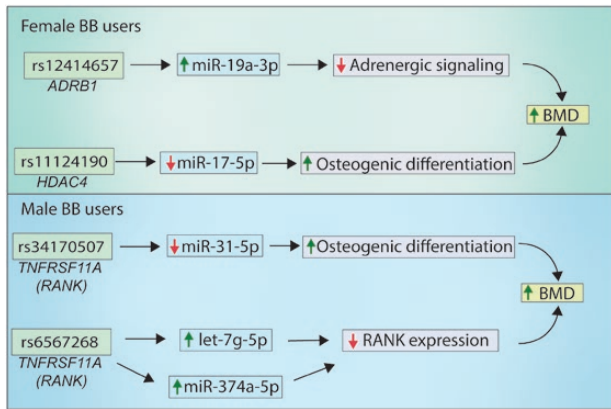 Female BB users
rs12414657
ADRB1
miR-19a-3p
Adrenergic signaling
BMD
rs11124190
HDAC4
miR-17-5p
Osteogenic differentiation
Male BB users
rs34170507
TNFRSF11A
(RANK)
miR-31-5p
Osteogenic differentiation
BMD
rs6567268
TNFRSF11A
(RANK)
let-7g-5p
RANK expression
miR-374a-5p